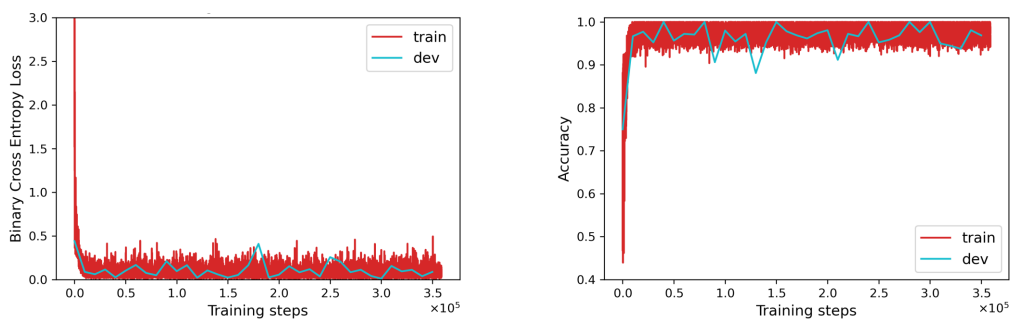 3.0
2.5
2.0
1.5
1.0
0.5
0.0
Binary Cross Entropy Loss
train
dev
0.0 0.5 1.0 1.5 2.0 2.5 3.0 3.5
×10⁵
Training steps
1.0
0.9
0.8
0.7
0.6
0.5
0.4
Accuracy
train
dev
0.0 0.5 1.0 1.5 2.0 2.5 3.0 3.5
×10⁵
Training steps